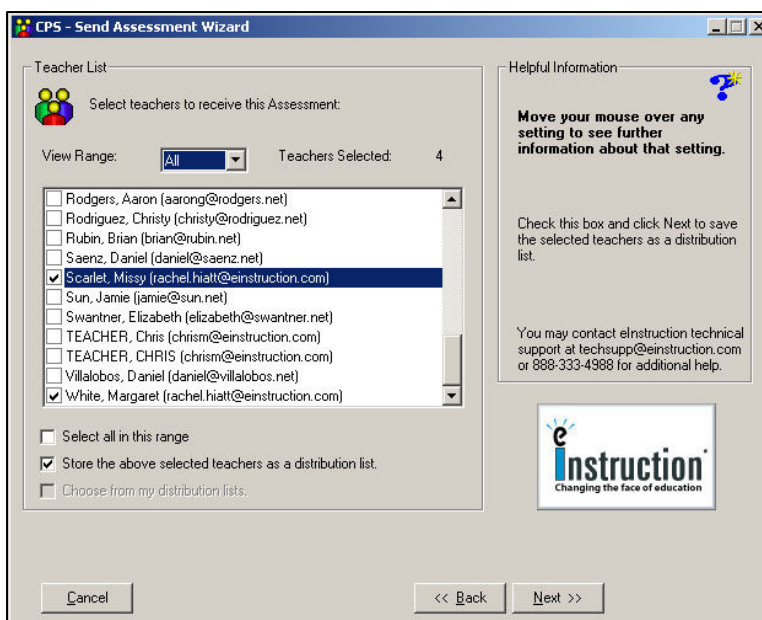 CPS - Send Assessment Wizard
Teacher List
Select teachers to receive this Assessment:
View Range:
All
Teachers Selected:
4
Rodgers, Aaron (aarong@rodgers.net)
Rodriguez, Christy (christy@rodriguez.net)
Rubin, Brian (brian@rubin.net)
Saenz, Daniel (daniel@saenz.net)
Scarlet, Missy (rachel.hiatt@einstruction.com)
Sun, Jamie (jamie@sun.net)
Swantner, Elizabeth (elizabeth@swantner.net)
TEACHER, Chris (chrism@einstruction.com)
TEACHER, CHRIS (chrism@einstruction.com)
Villalobos, Daniel (daniel@villalobos.net)
White, Margaret (rachel.hiatt@einstruction.com)
Select all in this range
Store the above selected teachers as a distribution list.
Choose from my distribution lists.
Helpful Information
Move your mouse over any
setting to see further
information about that setting.
Check this box and click Next to save
the selected teachers as a distribution
list.
You may contact eInstruction technical
support at techsupp@einstruction.com
or 888-333-4988 for additional help.
eInstruction
Changing the face of education
Cancel
<< Back
Next >>